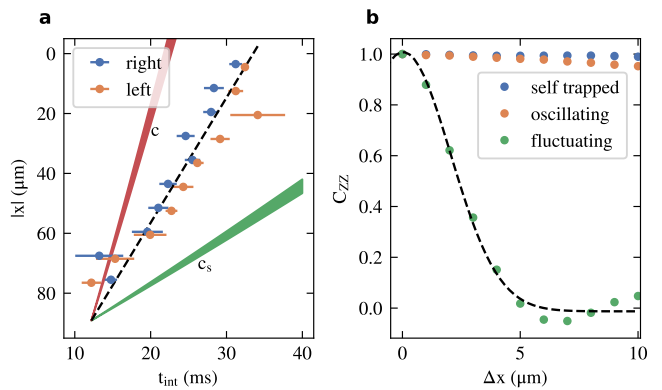 a
right
left
c
c_s
|x| (μm)
0
20
40
60
80
10
20
30
40
t_int (ms)
b
self trapped
oscillating
fluctuating
C_ZZ
1.0
0.8
0.6
0.4
0.2
0.0
0
5
10
Δx (μm)